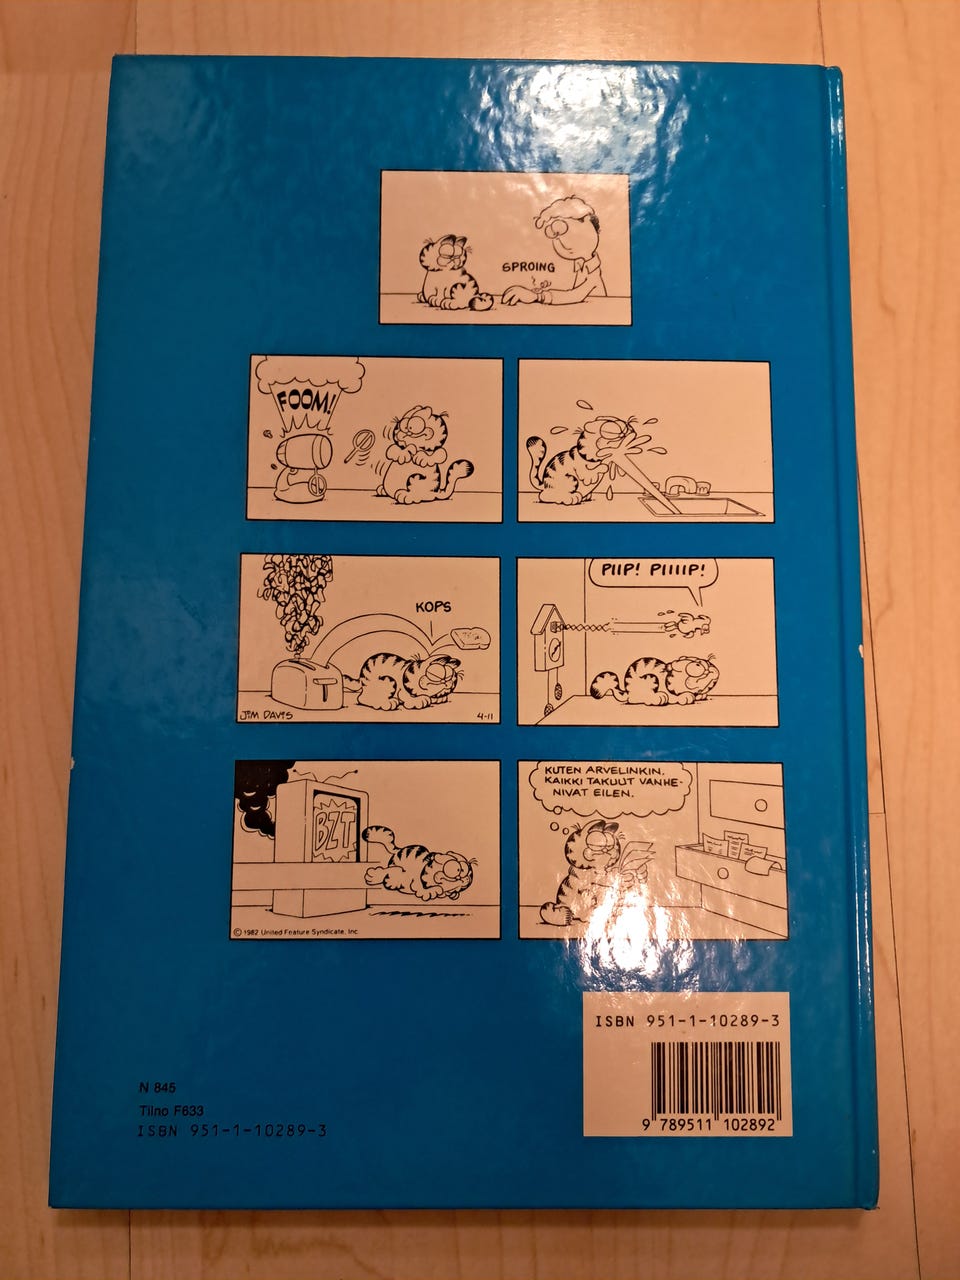 SPROING
FOOM!
KOPS
JIM DAVIS
4-11
PIIP! PIIIIP!
BZT
© 1982 United Feature Syndicate, Inc.
KUTEN ARVELINKIN,
KAIKKI TAKUUT VANHE-
NIVAT EILEN.
ISBN 951-1-10289-3
9 789511 102892
N 845
Tilno F633
ISBN 951-1-10289-3